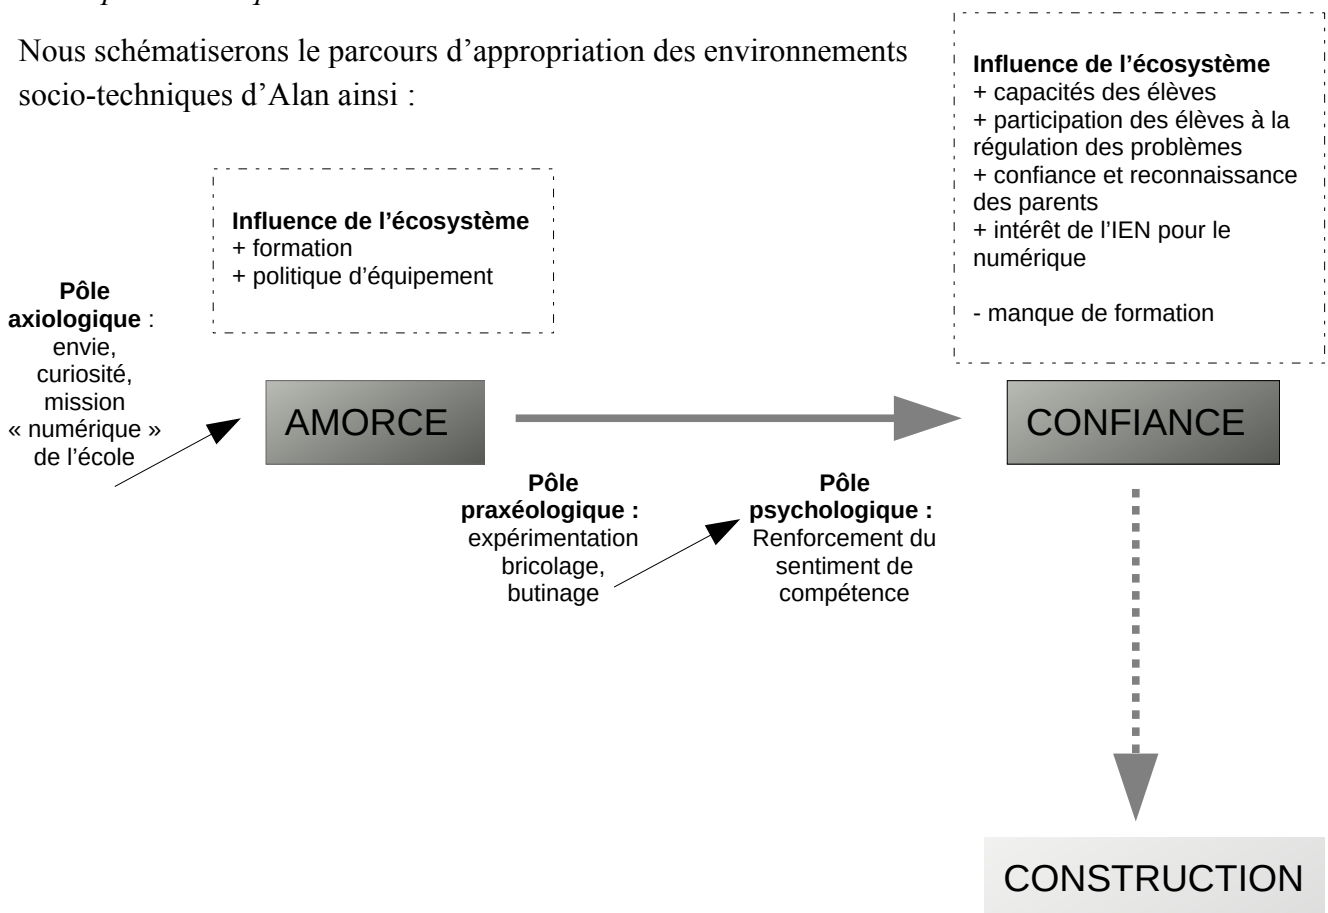 Nous schématiserons le parcours d’appropriation des environnements
socio-techniques d’Alan ainsi :
Influence de l’écosystème
+ capacités des élèves
+ participation des élèves à la
régulation des problèmes
+ confiance et reconnaissance
des parents
+ intérêt de l’IEN pour le
numérique
- manque de formation
Influence de l’écosystème
+ formation
+ politique d’équipement
Pôle
axiologique :
envie,
curiosité,
mission
« numérique »
de l’école
AMORCE
CONFIANCE
Pôle
praxéologique :
expérimentation
bricolage,
butinage
Pôle
psychologique :
Renforcement du
sentiment de
compétence
CONSTRUCTION